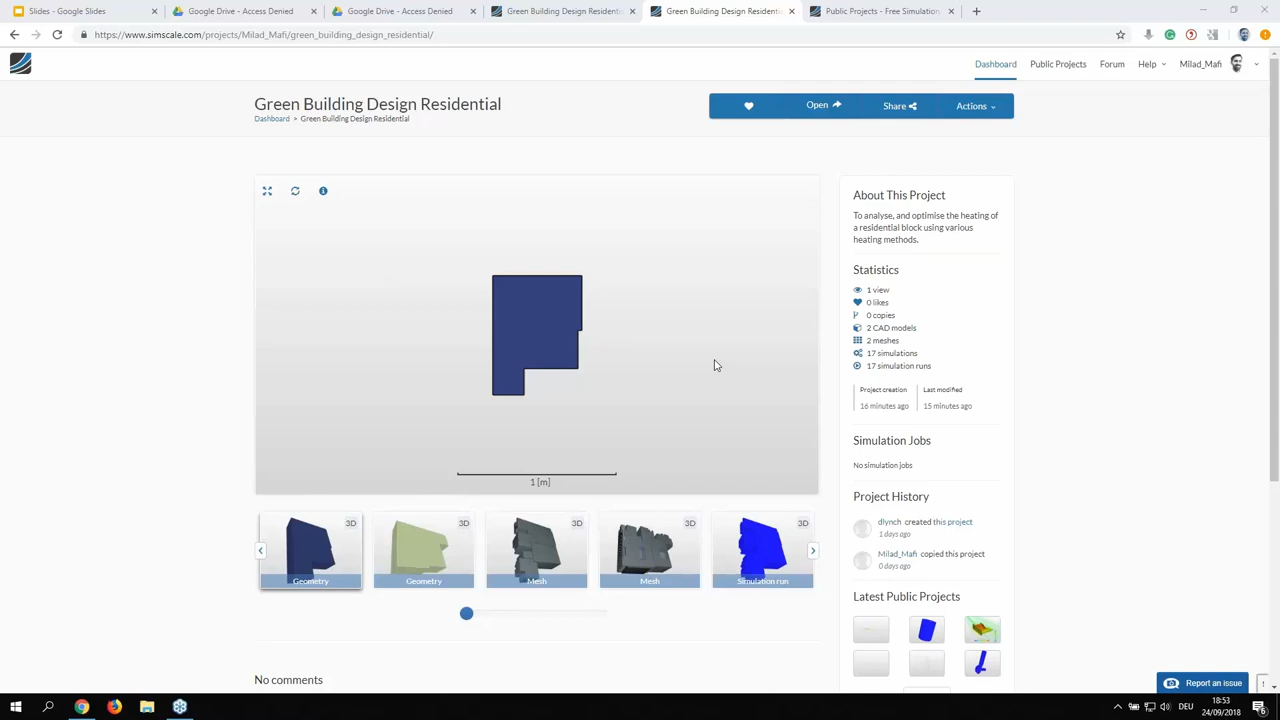 Slides - Google Slides
Google Drive - Access Denied
Google Drive - Access Denied
Green Building Design Residenti
Green Building Design Residenti
Public Projects - Free Simulation
https://www.simscale.com/projects/Milad_Mafi/green_building_design_residential/
Dashboard
Public Projects
Forum
Help
Milad_Mafi
Green Building Design Residential
Dashboard > Green Building Design Residential
Open
Share
Actions
1 [m]
3D
Geometry
3D
Geometry
3D
Mesh
3D
Mesh
3D
Simulation run
No comments
About This Project
To analyse, and optimise the heating of
a residential block using various
heating methods.
Statistics
1 view
0 likes
0 copies
2 CAD models
2 meshes
17 simulations
17 simulation runs
Project creation
Last modified
16 minutes ago
15 minutes ago
Simulation Jobs
No simulation jobs
Project History
dlynch created this project
1 days ago
Milad_Mafi copied this project
0 days ago
Latest Public Projects
Report an issue
DEU
18:53
24/09/2018